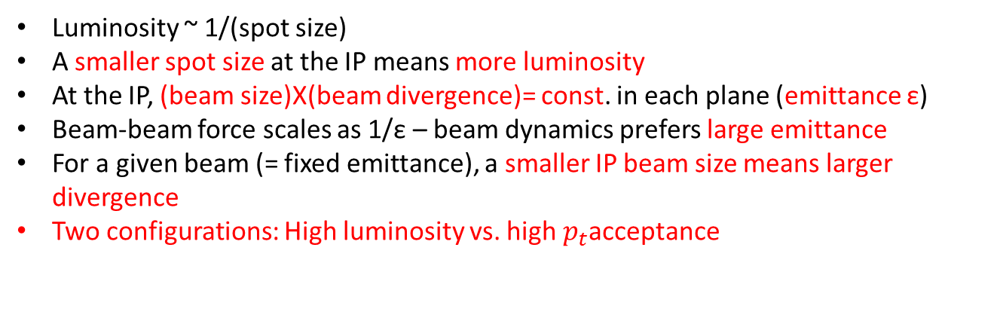 • Luminosity ~ 1/(spot size)
• A smaller spot size at the IP means more luminosity
• At the IP, (beam size)X(beam divergence)= const. in each plane (emittance ε)
• Beam-beam force scales as 1/ε – beam dynamics prefers large emittance
• For a given beam (= fixed emittance), a smaller IP beam size means larger
divergence
• Two configurations: High luminosity vs. high 𝑝𝑡acceptance